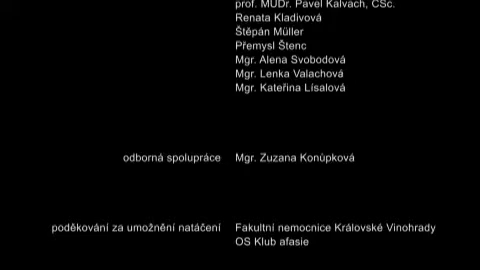 prof. MUDr. Pavel Kalvach, CSc.
Renata Kladivová
Štěpán Müller
Přemysl Štenc
Mgr. Alena Svobodová
Mgr. Lenka Valachová
Mgr. Kateřina Lísalová
odborná spolupráce Mgr. Zuzana Konůpková
poděkování za umožnění natáčení Fakultní nemocnice Královské Vinohrady
OS Klub afasie